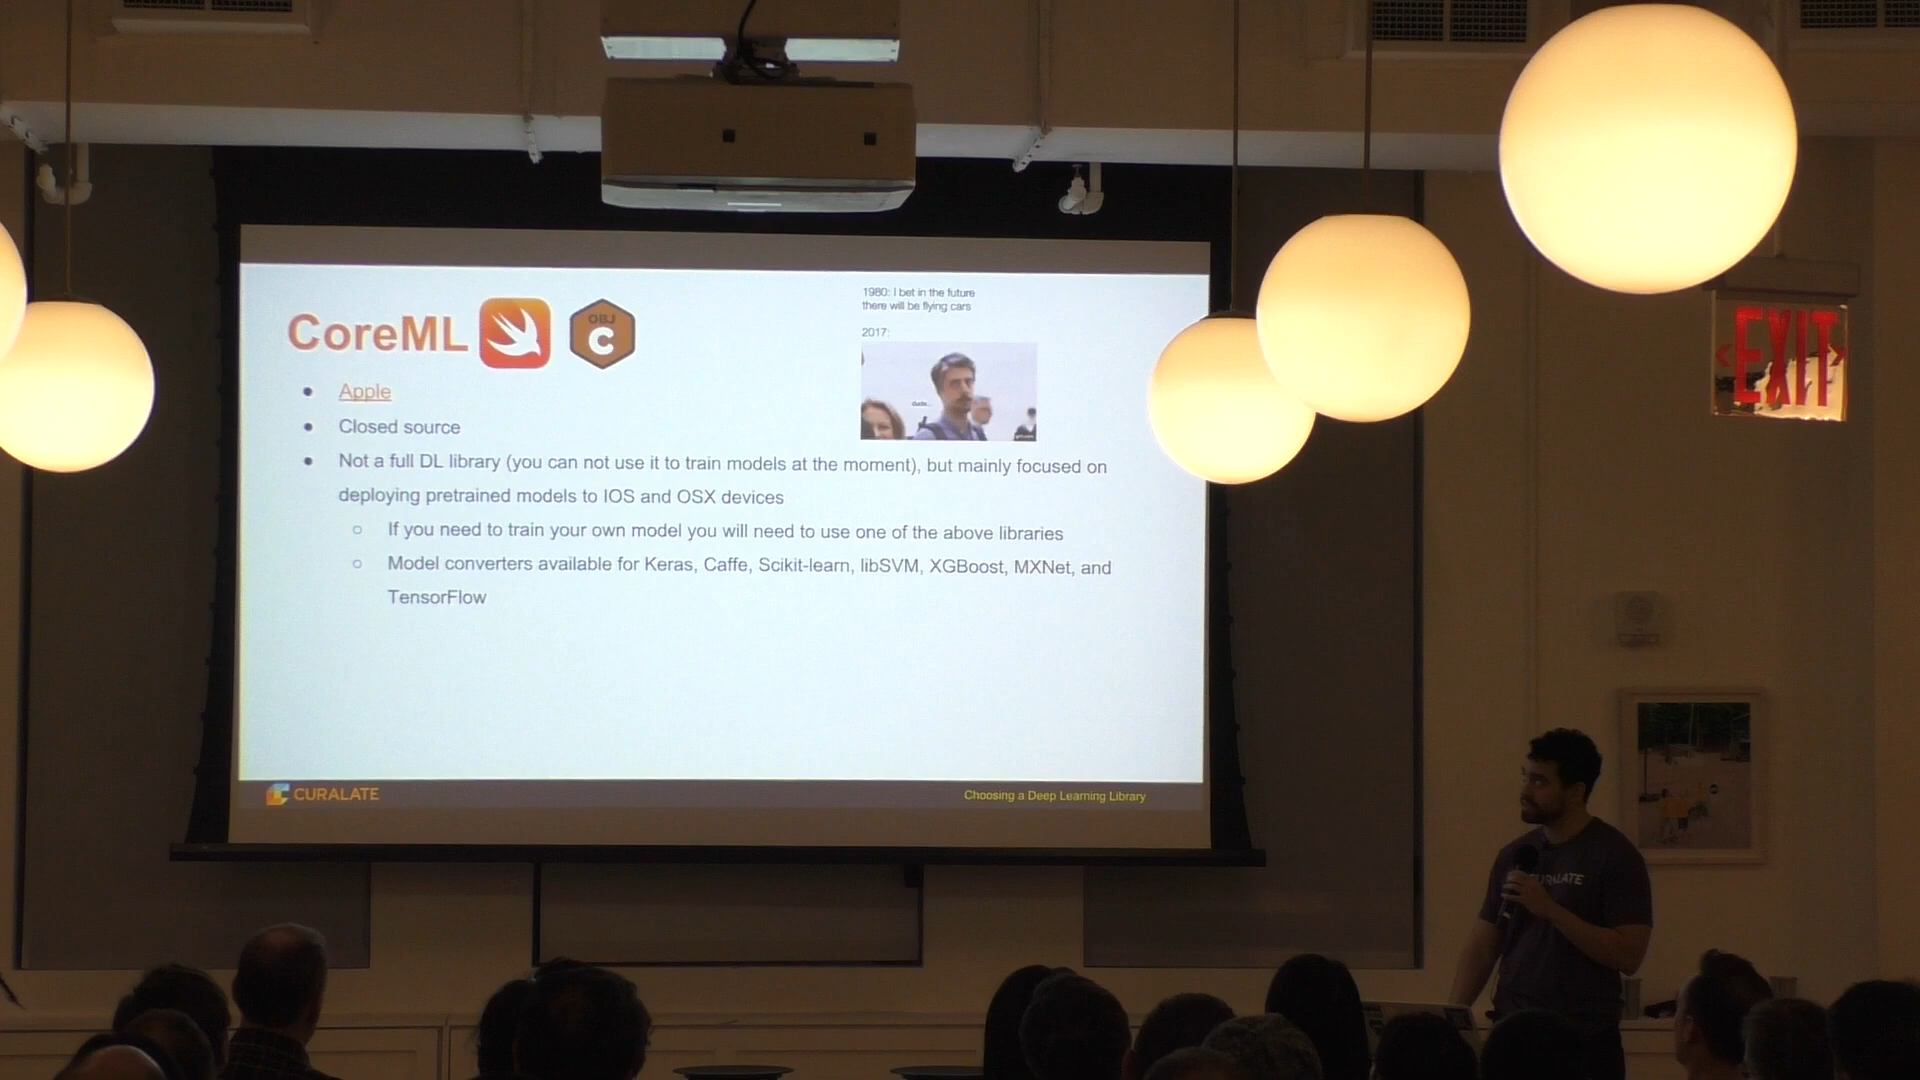 CoreML
OBJ
C
1980: I bet in the future
there will be flying cars
2017:
dude...
Apple
Closed source
Not a full DL library (you can not use it to train models at the moment), but mainly focused on
deploying pretrained models to IOS and OSX devices
If you need to train your own model you will need to use one of the above libraries
Model converters available for Keras, Caffe, Scikit-learn, libSVM, XGBoost, MXNet, and
TensorFlow
CURALATE
Choosing a Deep Learning Library
EXIT
CURALATE